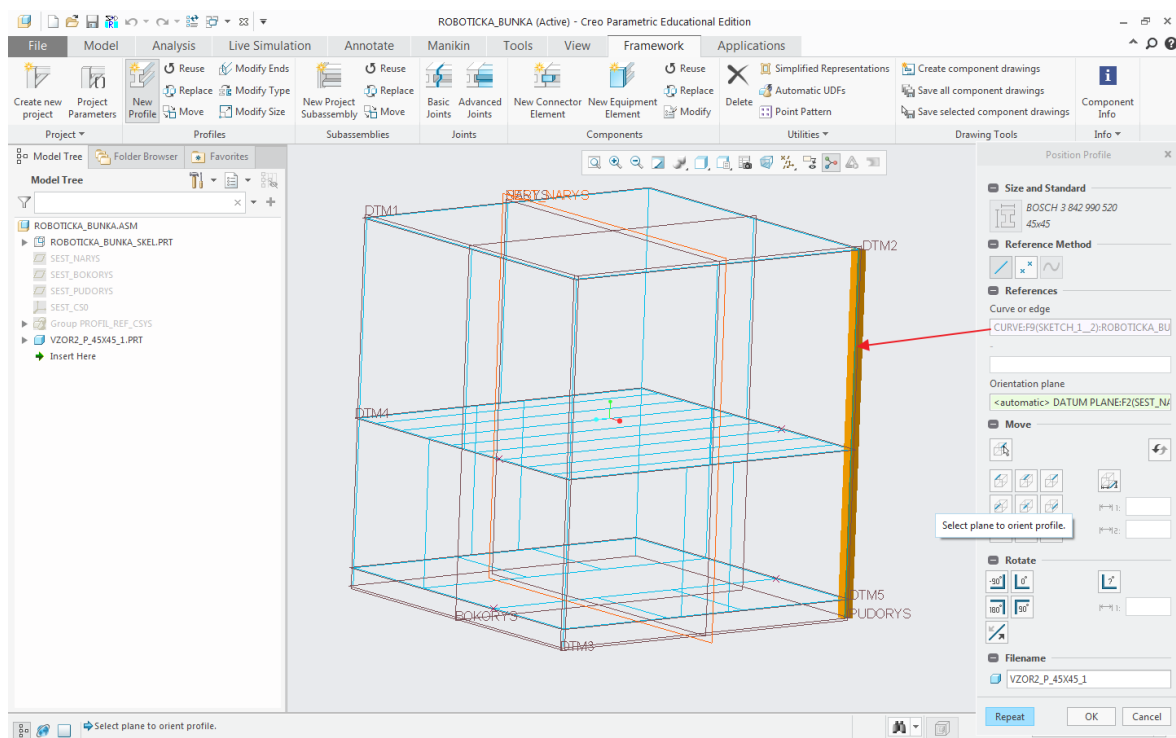 ROBOTICKA_BUNKA (Active) - Creo Parametric Educational Edition
File Model Analysis Live Simulation Annotate Manikin Tools View Framework Applications
Create new project
Project Parameters
New Profile
Reuse
Replace
Move
Modify Ends
Modify Type
Modify Size
New Project Subassembly
Reuse
Replace
Move
Basic Joints
Advanced Joints
New Connector Element
New Equipment Element
Reuse
Replace
Modify
Delete
Simplified Representations
Automatic UDFs
Point Pattern
Create component drawings
Save all component drawings
Save selected component drawings
Component Info
Project Profiles Subassemblies Joints Components Utilities Drawing Tools Info
Model Tree Folder Browser Favorites
Model Tree
ROBOTICKA_BUNKA.ASM
ROBOTICKA_BUNKA_SKEL.PRT
SEST_NARYS
SEST_BOKORYS
SEST_PUDORYS
SEST_CS0
Group PROFIL_REF_CSYS
VZOR2_P_45X45_1.PRT
Insert Here
DTM1
NARYS
DTM2
DTM4
DTM5
PUDORYS
BOKORYS
DTM3
Position Profile
Size and Standard
BOSCH 3 842 990 520
45x45
Reference Method
References
Curve or edge
CURVE:F9(SKETCH_1__2):ROBOTICKA_BU
-
Orientation plane
<automatic> DATUM PLANE:F2(SEST_NA
Move
1:
Select plane to orient profile.
2:
Rotate
-90° 0° ?°
180° 90° 1:
Filename
VZOR2_P_45X45_1
Repeat OK Cancel
Select plane to orient profile.